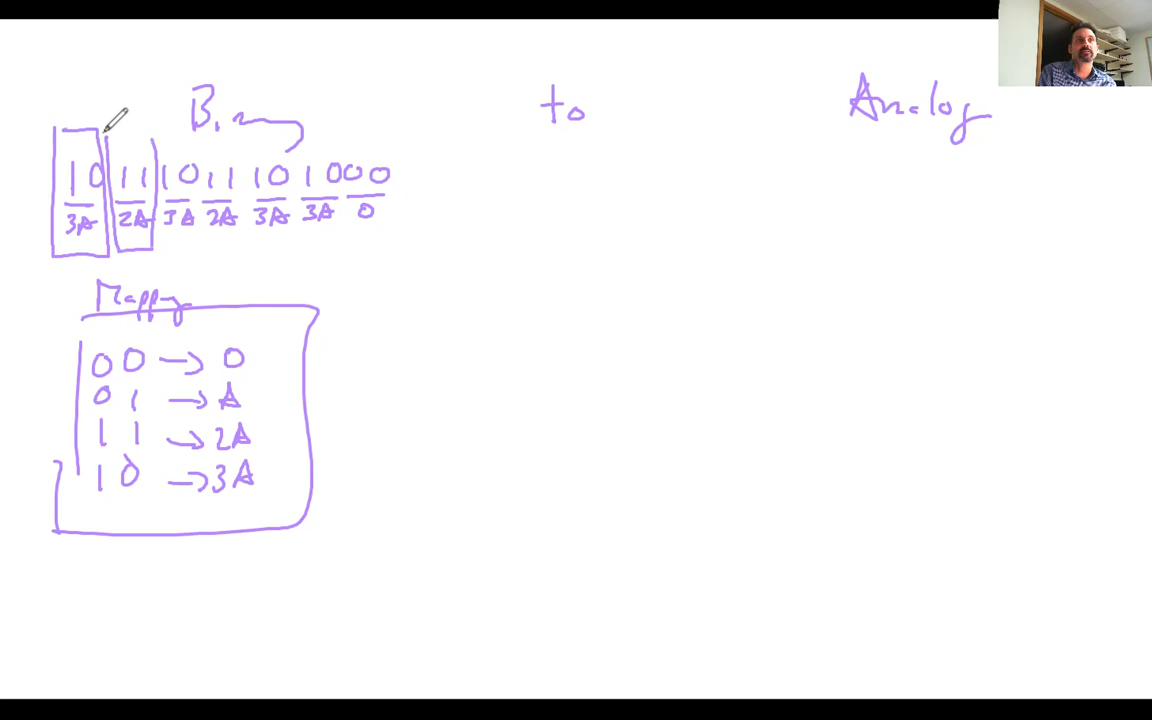 Binary to Analog
10 11 10 11 10 10 00
3A 2A 3A 2A 3A 3A 0
Mapping
00 → 0
01 → A
11 → 2A
10 → 3A